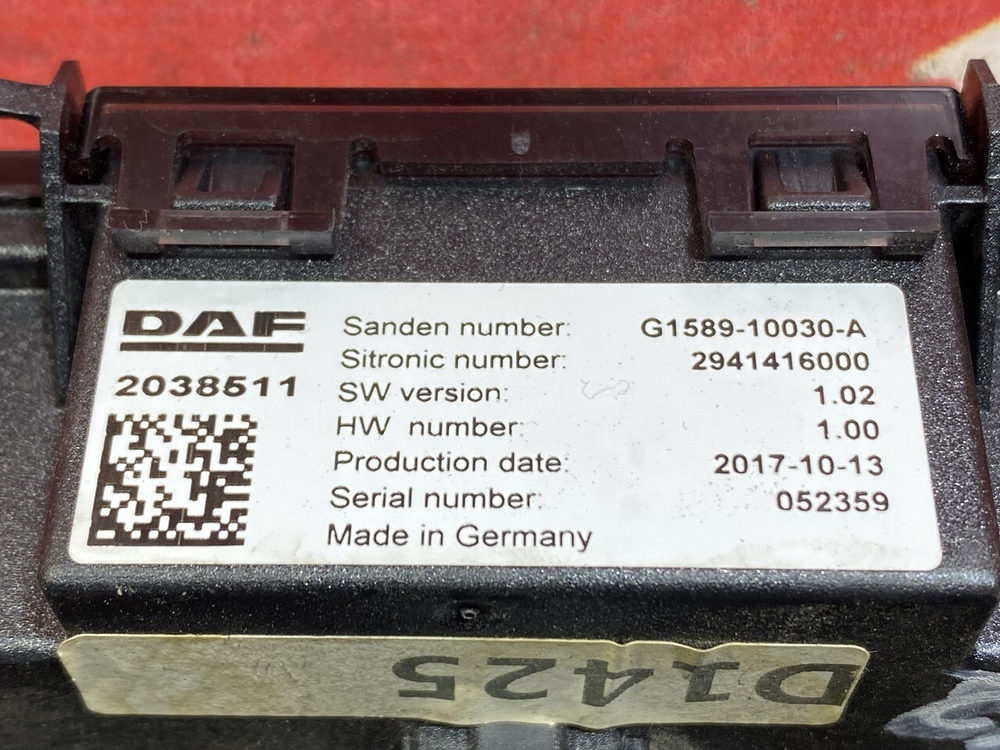 DAF
2038511
Sanden number: G1589-10030-A
Sitronic number: 2941416000
SW version: 1.02
HW number: 1.00
Production date: 2017-10-13
Serial number: 052359
Made in Germany
D1425